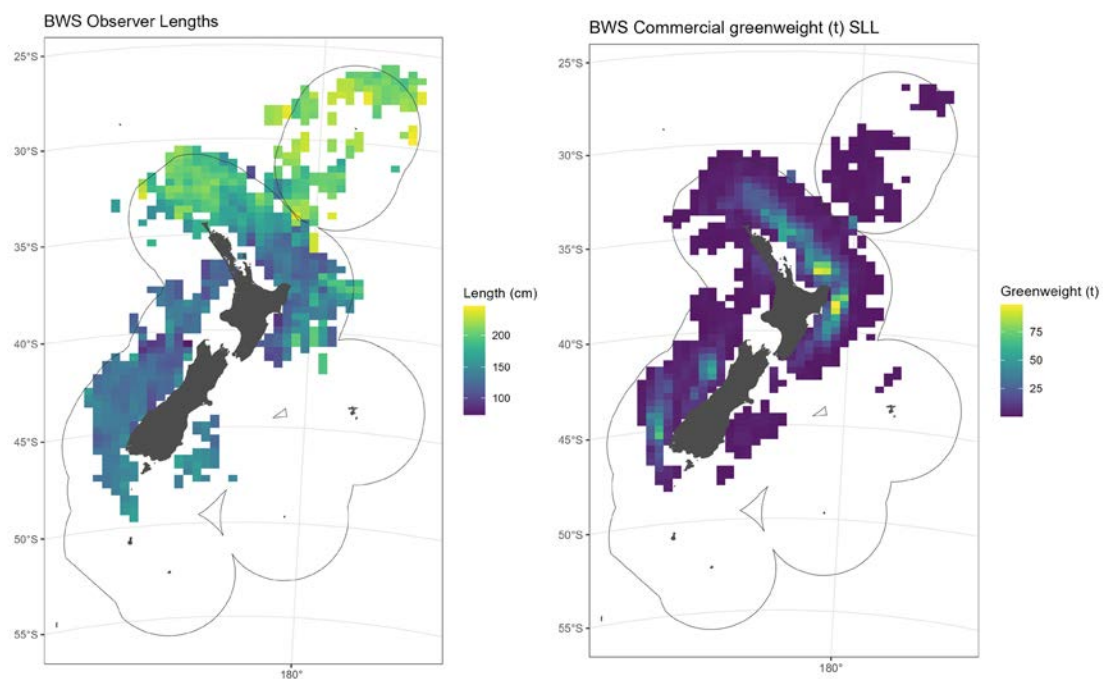 BWS Observer Lengths
25°S
30°S
35°S
40°S
45°S
50°S
55°S
180°
Length (cm)
200
150
100
BWS Commercial greenweight (t) SLL
25°S
30°S
35°S
40°S
45°S
50°S
55°S
180°
Greenweight (t)
75
50
25